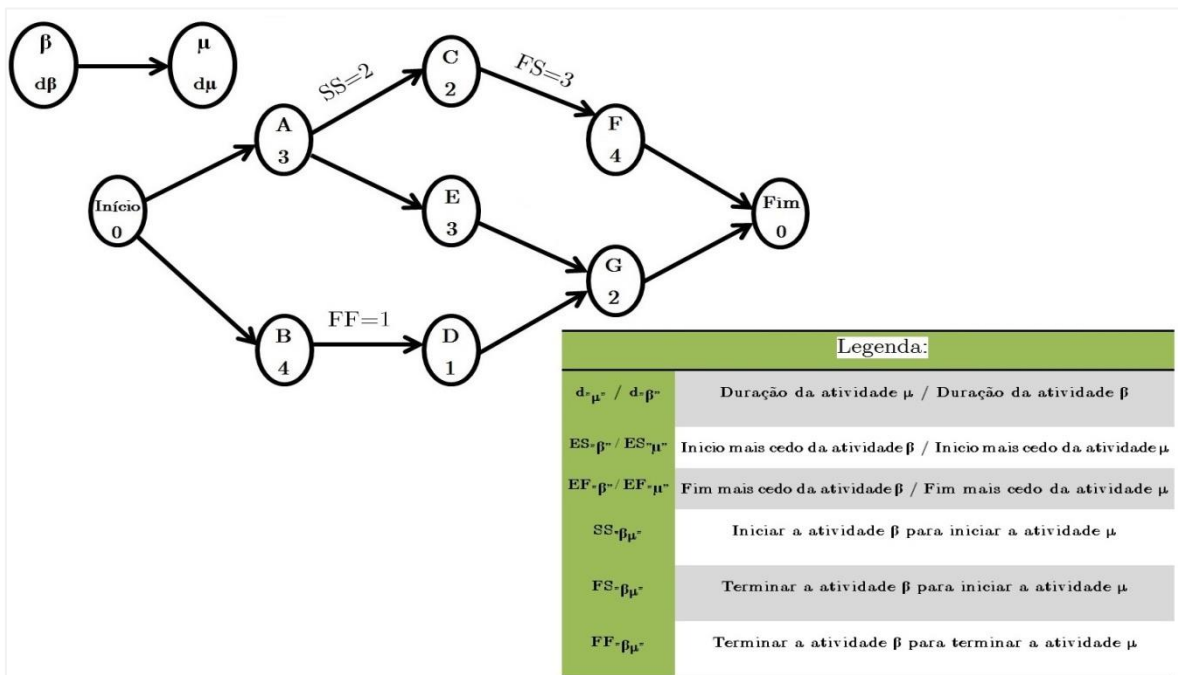 β
dβ
μ
dμ
SS=2
C
2
FS=3
A
3
F
4
Início
0
E
3
Fim
0
G
2
B
4
FF=1
D
1
Legenda:
d"μ" / d"β" Duração da atividade μ / Duração da atividade β
ES"β" / ES"μ" Inicio mais cedo da atividade β / Inicio mais cedo da atividade μ
EF"β" / EF"μ" Fim mais cedo da atividade β / Fim mais cedo da atividade μ
SS"βμ" Iniciar a atividade β para iniciar a atividade μ
FS"βμ" Terminar a atividade β para iniciar a atividade μ
FF"βμ" Terminar a atividade β para terminar a atividade μ